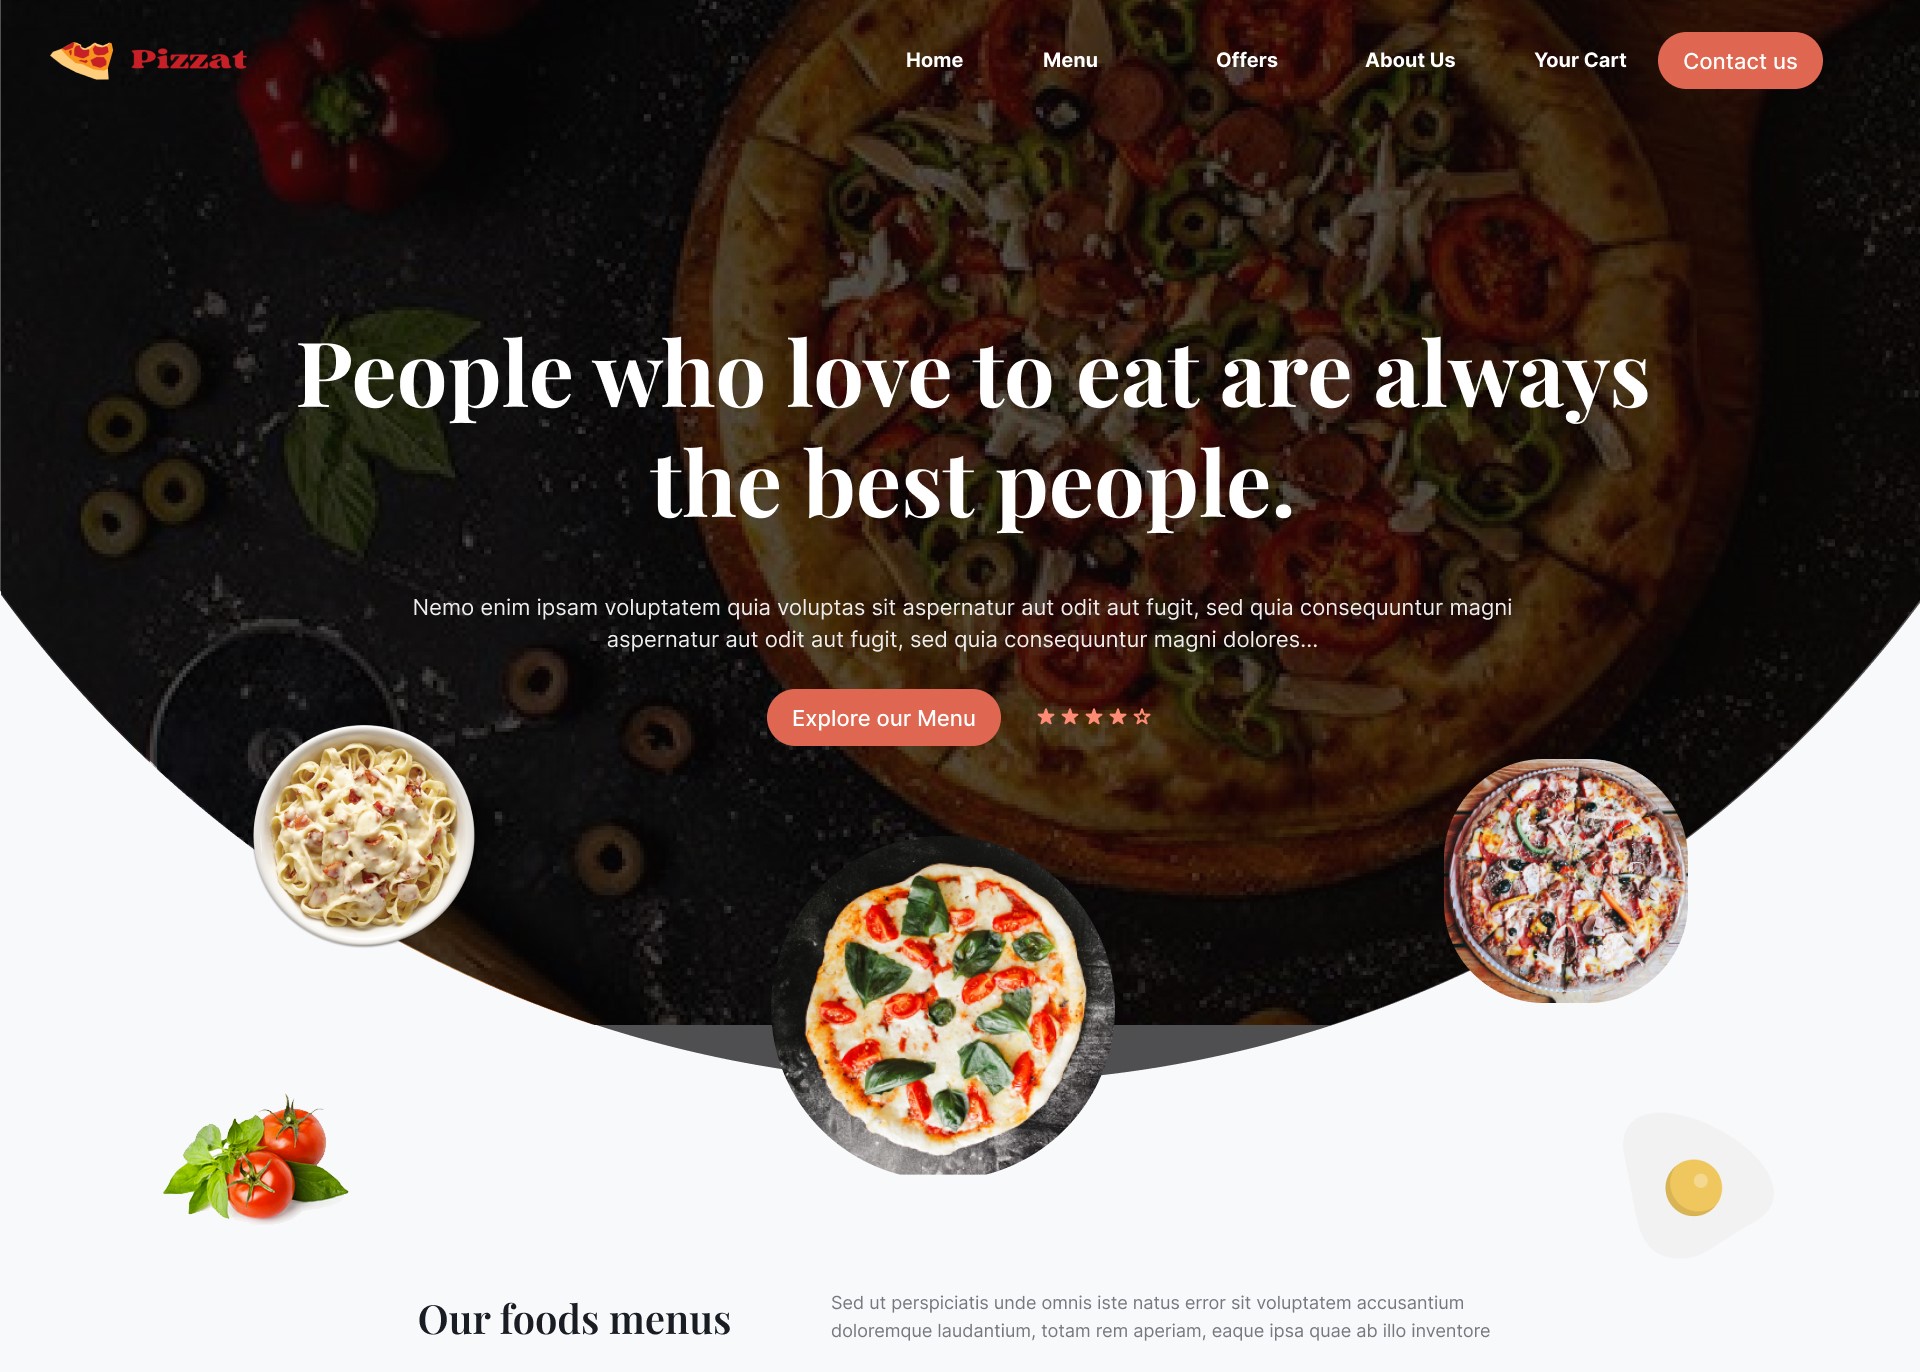 Pizzat
Home
Menu
Offers
About Us
Your Cart
Contact us
People who love to eat are always
the best people.
Nemo enim ipsam voluptatem quia voluptas sit aspernatur aut odit aut fugit, sed quia consequuntur magni
aspernatur aut odit aut fugit, sed quia consequuntur magni dolores...
Explore our Menu
Our foods menus
Sed ut perspiciatis unde omnis iste natus error sit voluptatem accusantium
doloremque laudantium, totam rem aperiam, eaque ipsa quae ab illo inventore